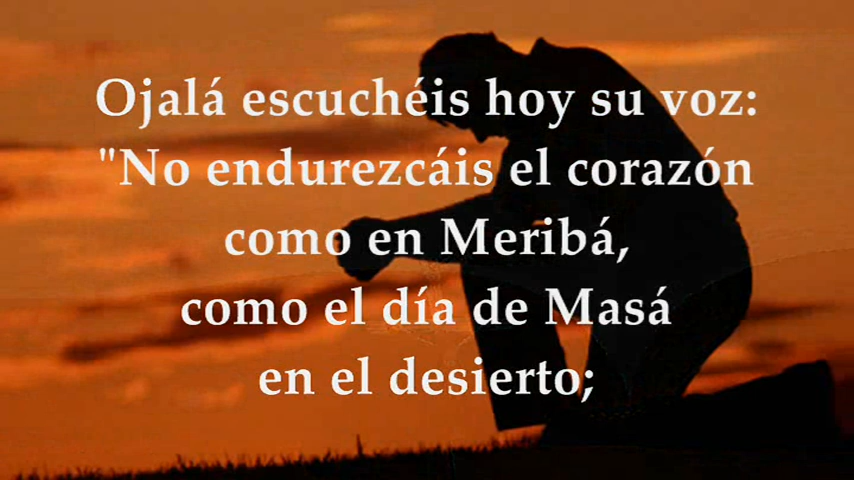 Ojalá escuchéis hoy su voz:
"No endurezcáis el corazón
como en Meribá,
como el día de Masá
en el desierto;